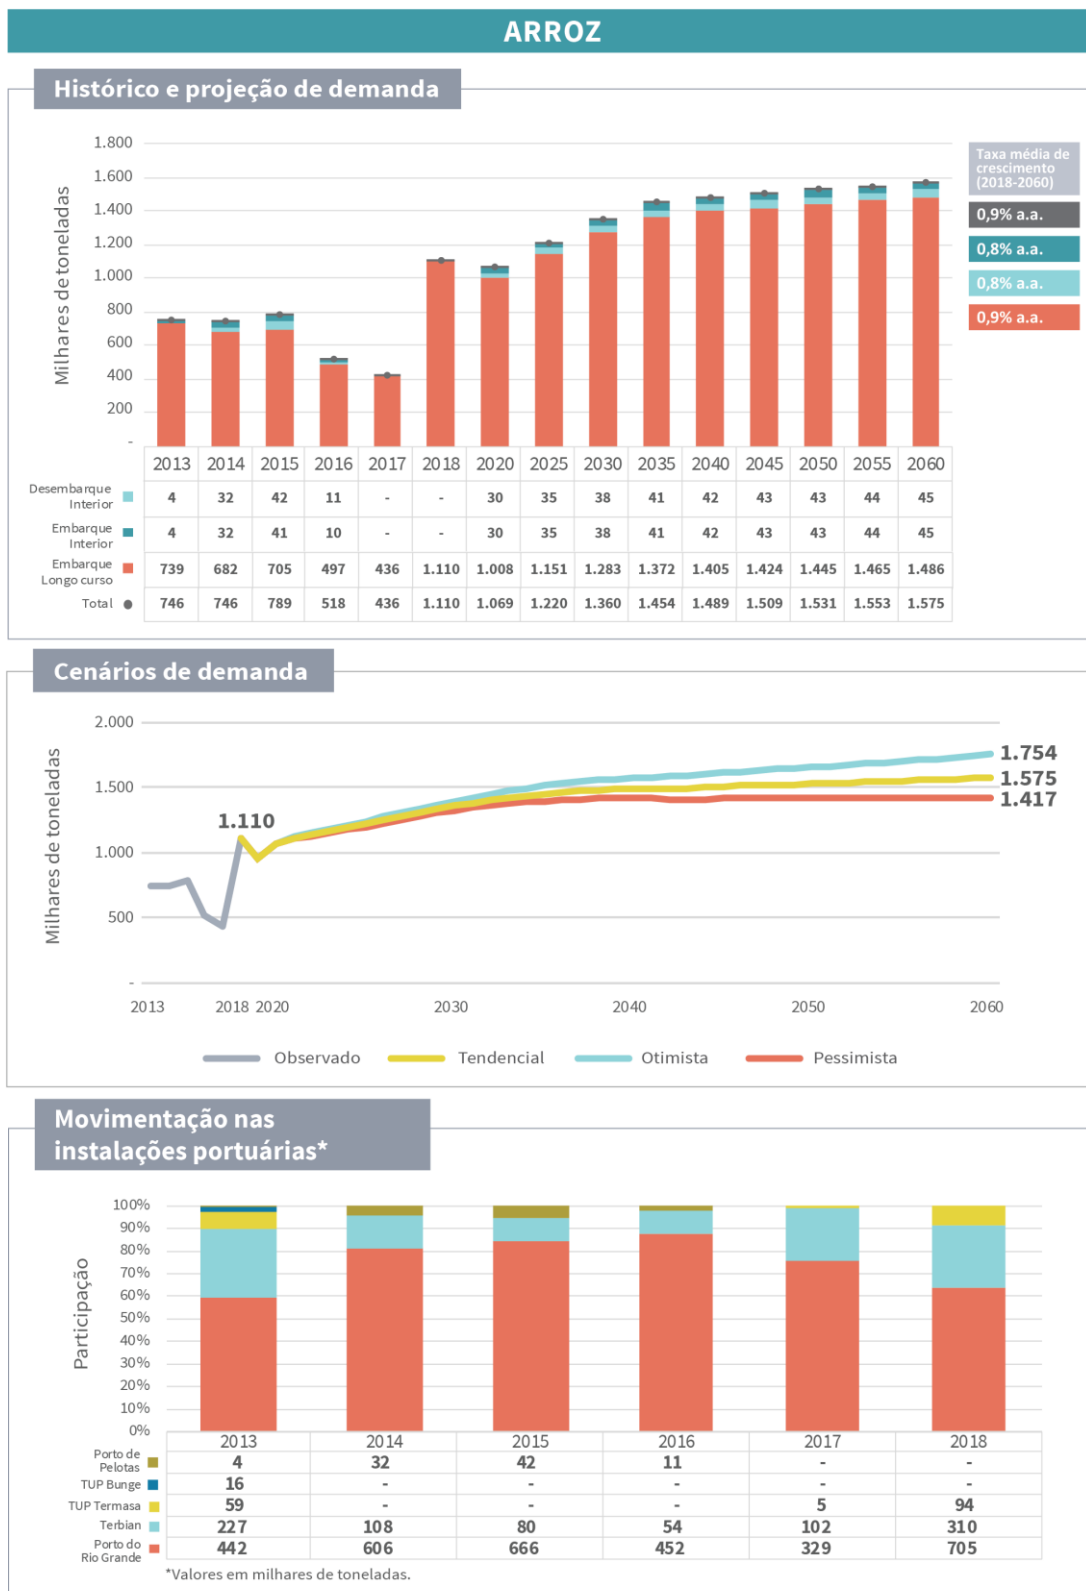 ARROZ
Histórico e projeção de demanda
Milhares de toneladas
1.800
1.600
1.400
1.200
1.000
800
600
400
200
-
Taxa média de
crescimento
(2018-2060)
0,9% a.a.
0,8% a.a.
0,8% a.a.
0,9% a.a.
2013 2014 2015 2016 2017 2018 2020 2025 2030 2035 2040 2045 2050 2055 2060
Desembarque
Interior
4 32 42 11 - - 30 35 38 41 42 43 43 44 45
Embarque
Interior
4 32 41 10 - - 30 35 38 41 42 43 43 44 45
Embarque
Longo curso
739 682 705 497 436 1.110 1.008 1.151 1.283 1.372 1.405 1.424 1.445 1.465 1.486
Total 746 746 789 518 436 1.110 1.069 1.220 1.360 1.454 1.489 1.509 1.531 1.553 1.575
Cenários de demanda
Milhares de toneladas
2.000
1.500
1.000
500
-
1.110
1.754
1.575
1.417
2013 2018 2020 2030 2040 2050 2060
Observado Tendencial Otimista Pessimista
Movimentação nas
instalações portuárias*
Participação
100%
90%
80%
70%
60%
50%
40%
30%
20%
10%
0%
2013 2014 2015 2016 2017 2018
Porto de
Pelotas
4 32 42 11 - -
TUP Bunge 16 - - - - -
TUP Termasa 59 - - - 5 94
Terbian 227 108 80 54 102 310
Porto do
Rio Grande
442 606 666 452 329 705
*Valores em milhares de toneladas.